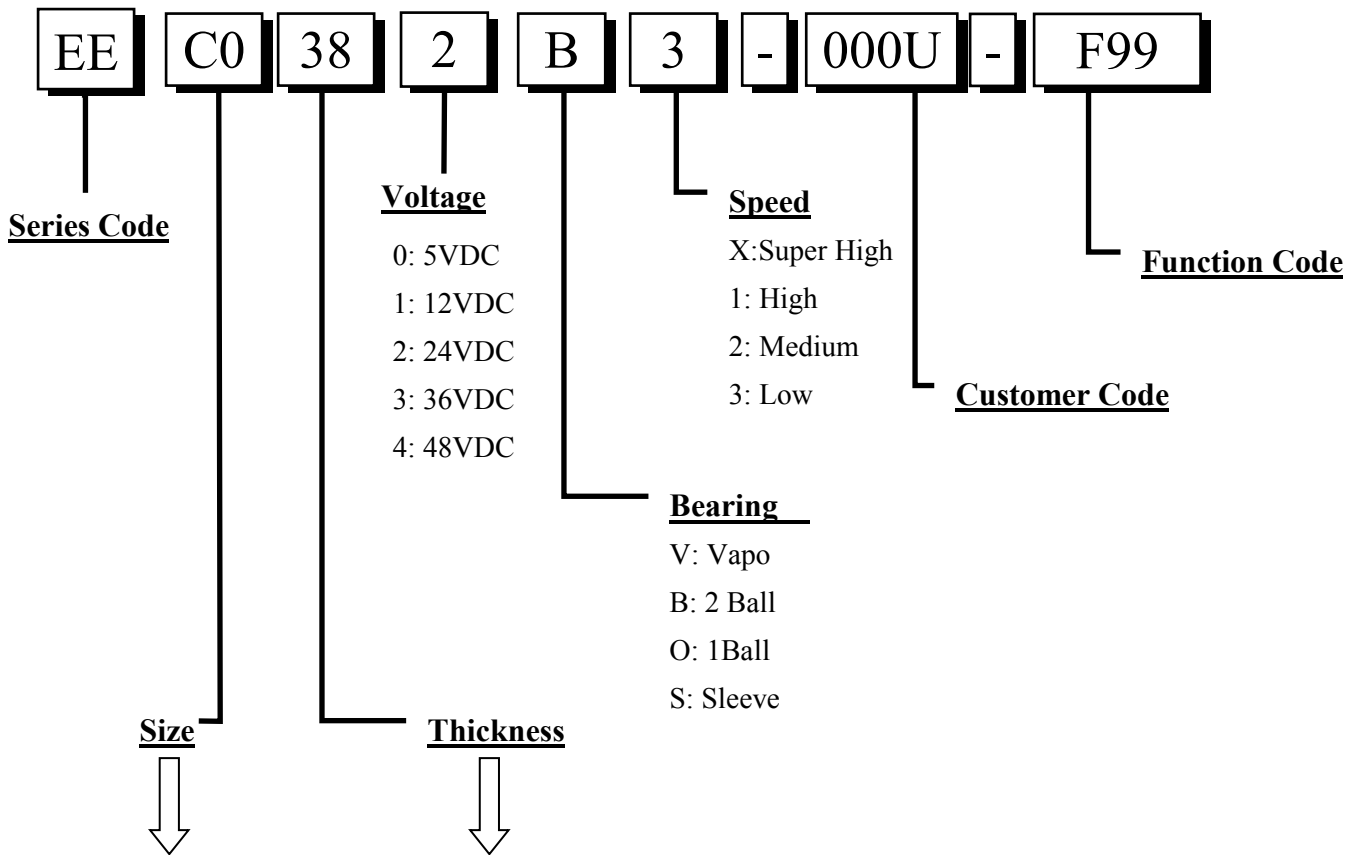 EE C0 38 2 B 3 - 000U - F99
Series Code
Voltage
0: 5VDC
1: 12VDC
2: 24VDC
3: 36VDC
4: 48VDC
Speed
X:Super High
1: High
2: Medium
3: Low
Function Code
Customer Code
Bearing
V: Vapo
B: 2 Ball
O: 1Ball
S: Sleeve
Size
Thickness